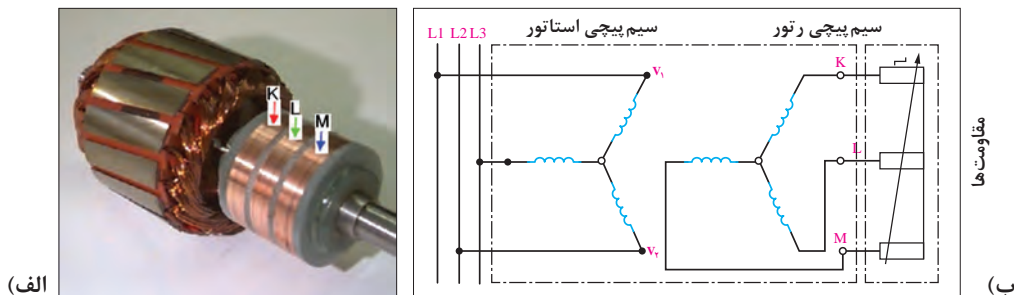 K
L
M
الف)
سیم‌پیچی استاتور
سیم‌پیچی رتور
L1 L2 L3
V۱
K
L
V۲
M
مقاومت‌ها
ب)